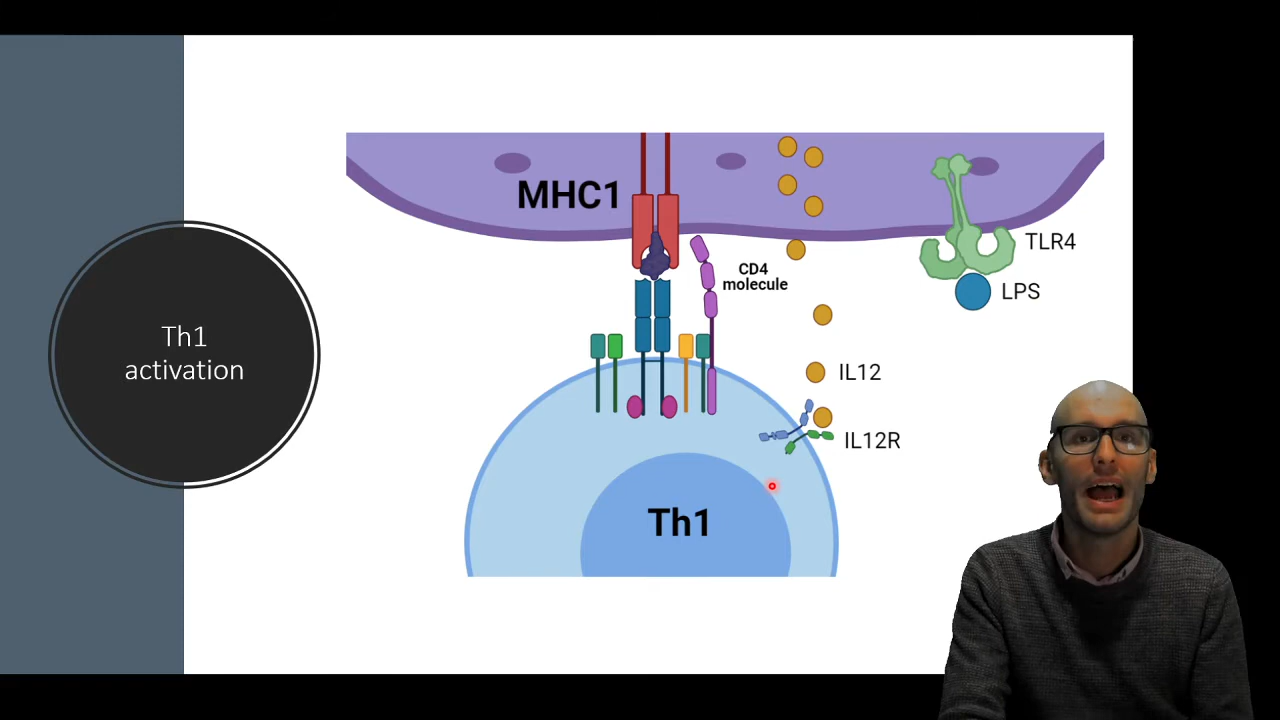 Th1
activation
MHC1
CD4
molecule
TLR4
LPS
IL12
IL12R
Th1